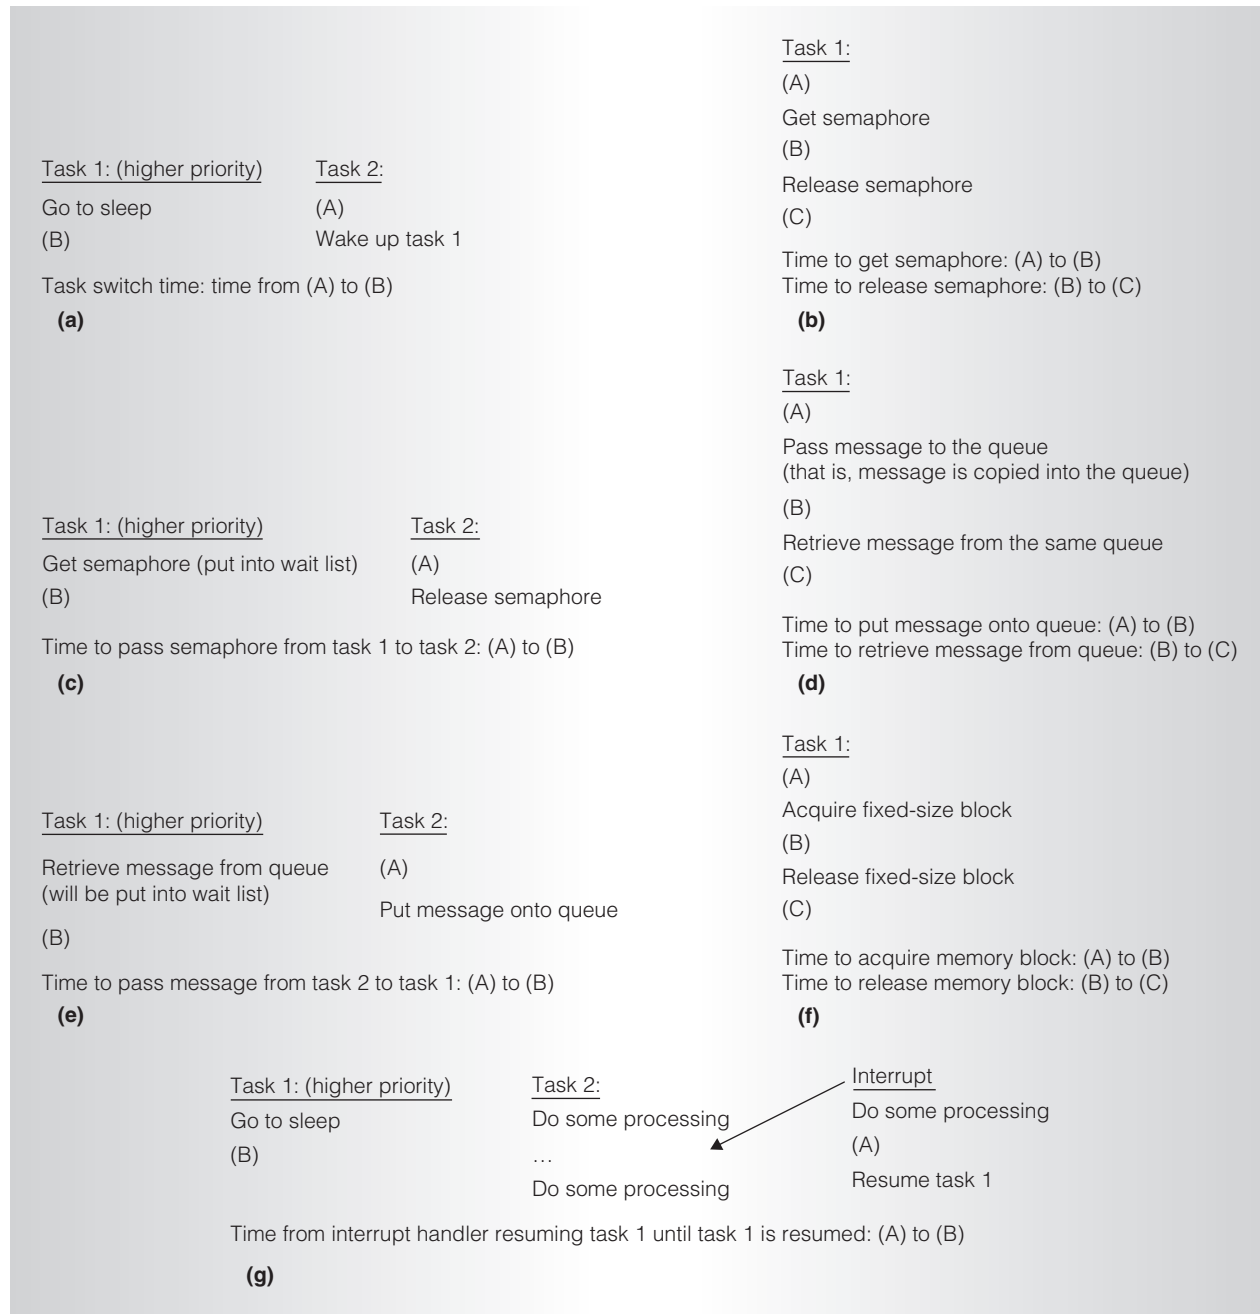 Task 1: (higher priority)
Task 2:
Go to sleep
(A)
(B)
Wake up task 1
Task switch time: time from (A) to (B)
(a)
Task 1:
(A)
Get semaphore
(B)
Release semaphore
(C)
Time to get semaphore: (A) to (B)
Time to release semaphore: (B) to (C)
(b)
Task 1: (higher priority)
Task 2:
Get semaphore (put into wait list)
(A)
(B)
Release semaphore
Time to pass semaphore from task 1 to task 2: (A) to (B)
(c)
Task 1:
(A)
Pass message to the queue
(that is, message is copied into the queue)
(B)
Retrieve message from the same queue
(C)
Time to put message onto queue: (A) to (B)
Time to retrieve message from queue: (B) to (C)
(d)
Task 1: (higher priority)
Task 2:
Retrieve message from queue
(will be put into wait list)
(A)
Put message onto queue
(B)
Time to pass message from task 2 to task 1: (A) to (B)
(e)
Task 1:
(A)
Acquire fixed-size block
(B)
Release fixed-size block
(C)
Time to acquire memory block: (A) to (B)
Time to release memory block: (B) to (C)
(f)
Task 1: (higher priority)
Task 2:
Interrupt
Go to sleep
Do some processing
Do some processing
(B)
…
(A)
Do some processing
Resume task 1
Time from interrupt handler resuming task 1 until task 1 is resumed: (A) to (B)
(g)